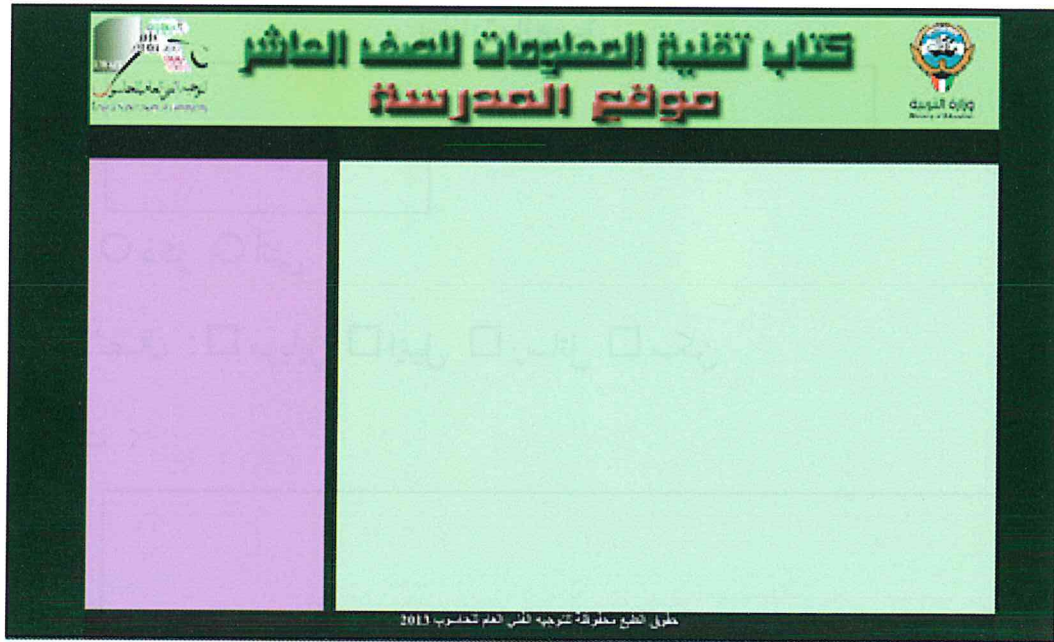 كتاب تقنية المعلومات للصف العاشر
موقع المدرسة
وزارة التربية
حقوق الطبع محفوظة للتوجيه الفني العام للحاسوب 2013